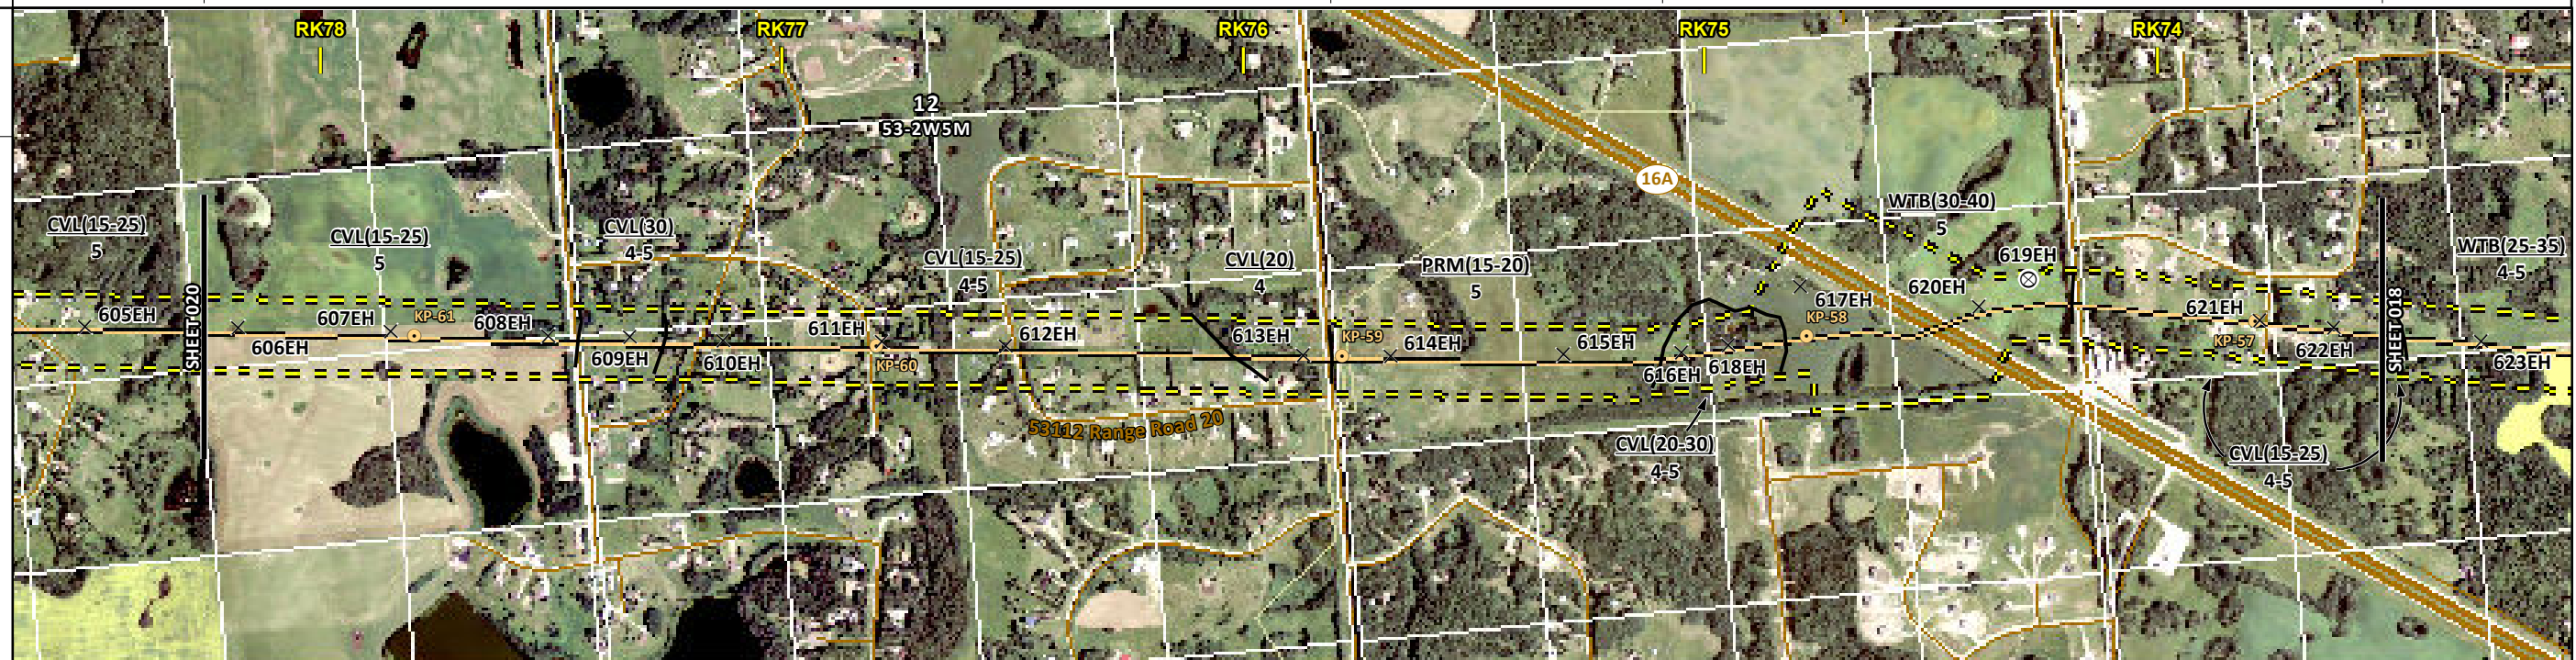 RK78
RK77
RK76
RK75
RK74
12
53-2W5M
16A
CVL(15-25)
5
CVL(15-25)
5
CVL(30)
4-5
CVL(15-25)
4-5
CVL(20)
4
PRM(15-20)
5
WTB(30-40)
5
WTB(25-35)
4-5
SHEET 020
605EH
606EH
607EH
KP-61
608EH
609EH
610EH
611EH
KP-60
612EH
613EH
KP-59
614EH
615EH
616EH
618EH
617EH
KP-58
619EH
620EH
621EH
KP-57
622EH
SHEET 018
623EH
53112 Range Road 20
CVL(20-30)
4-5
CVL(15-25)
4-5